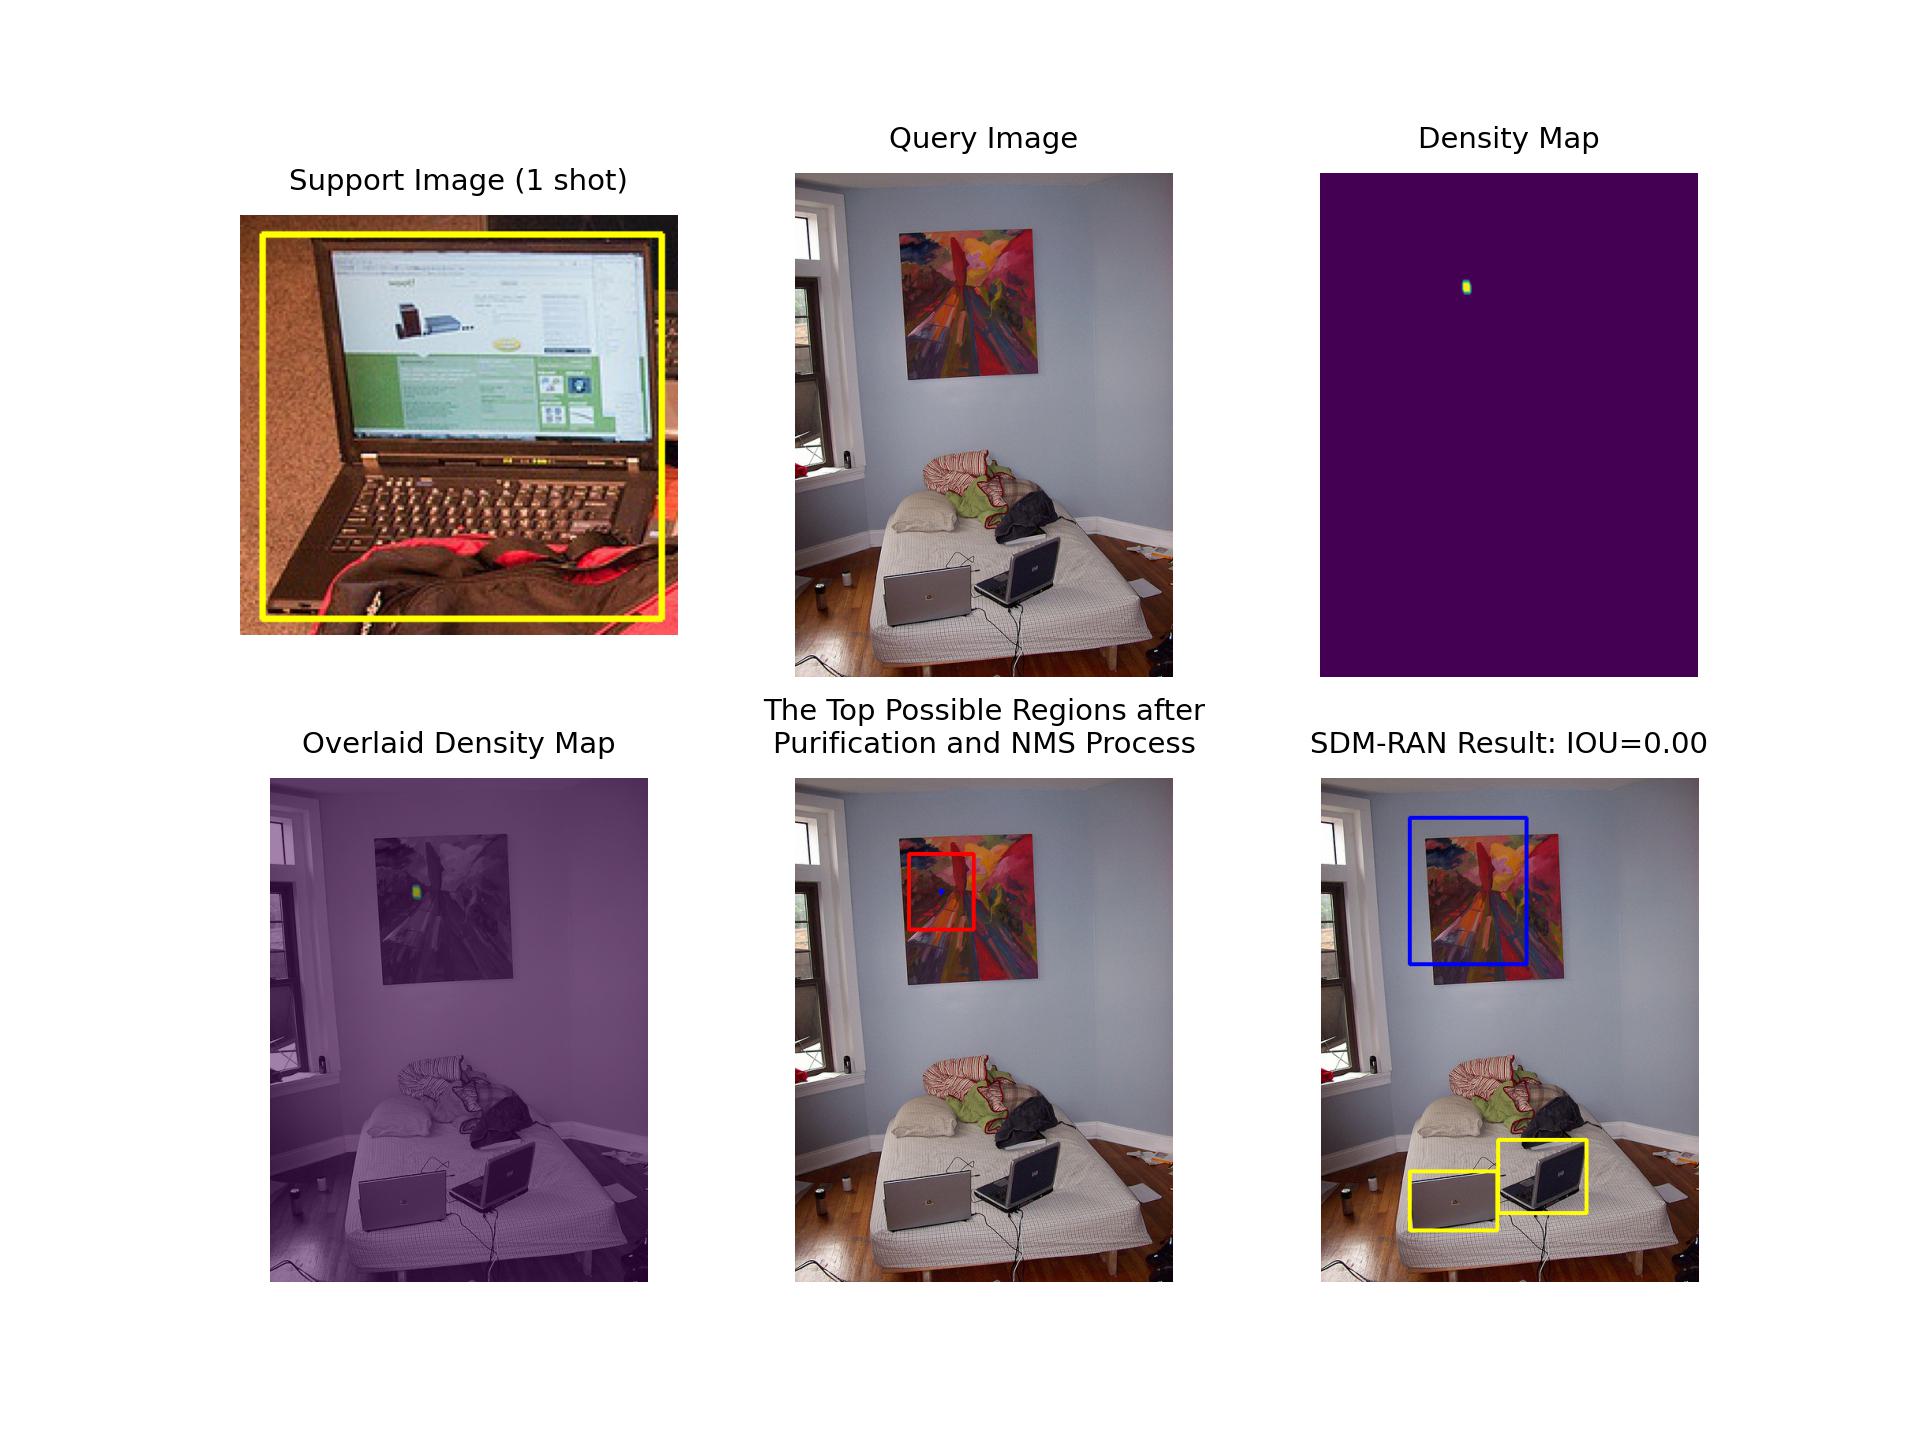 Support Image (1 shot)
Query Image
Density Map
woot!
Overlaid Density Map
The Top Possible Regions after
Purification and NMS Process
SDM-RAN Result: IOU=0.00